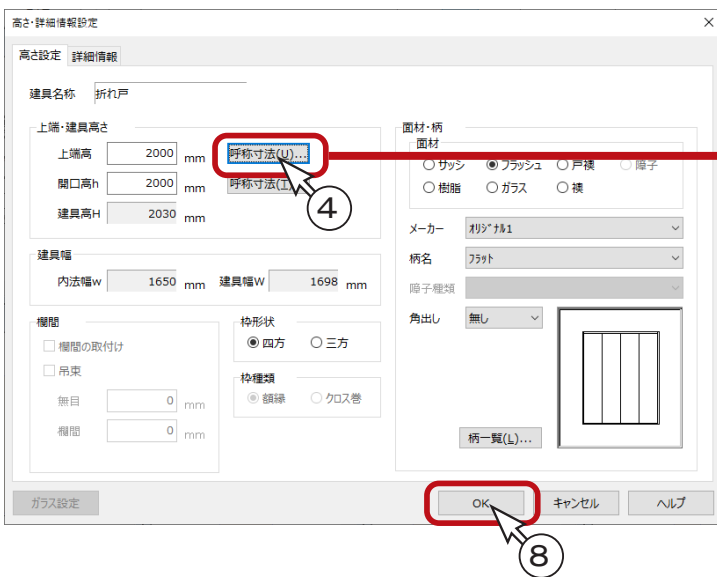 高さ・詳細情報設定
高さ設定 詳細情報
建具名称 折れ戸
上端・建具高さ
上端高 2000 mm 呼称寸法(U)...
開口高h 2000 mm 呼称寸法(I)
建具高H 2030 mm
④
建具幅
内法幅w 1650 mm 建具幅W 1698 mm
欄間
欄間の取付け
吊束
無目 0 mm
欄間 0 mm
枠形状
四方 三方
枠種類
額縁 クロス巻
面材・柄
面材
サッシ フラッシュ 戸襖 障子
樹脂 ガラス 襖
メーカー オリジナル1
柄名 フラット
障子種類
角出し 無し
柄一覧(L)...
ガラス設定 OK キャンセル ヘルプ
⑧